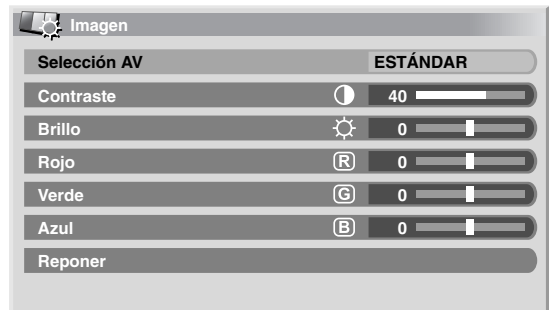 Imagen
Selección AV ESTÁNDAR
Contraste 40
Brillo 0
Rojo R 0
Verde G 0
Azul B 0
Reponer